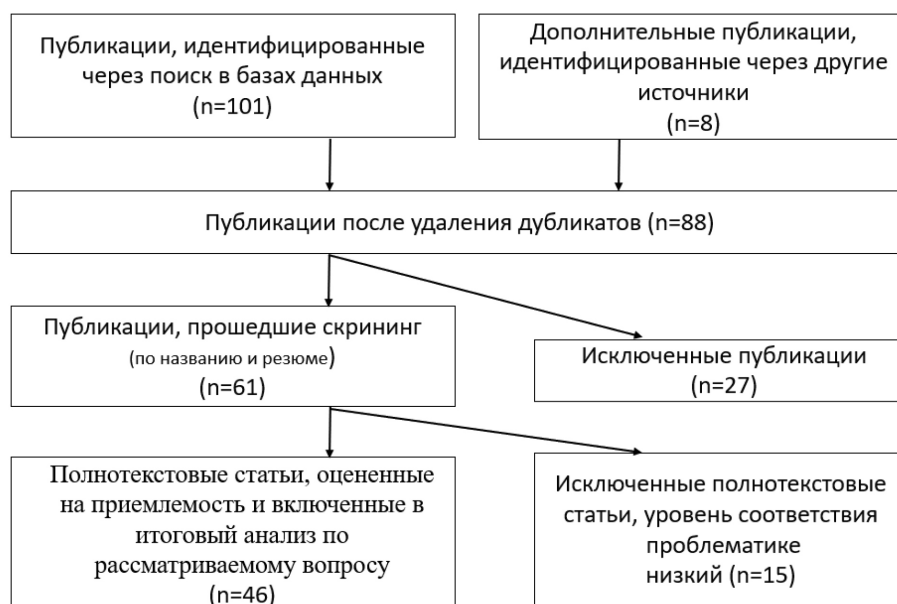 Публикации, идентифицированные
через поиск в базах данных
(n=101)
Дополнительные публикации,
идентифицированные через другие
источники
(n=8)
Публикации после удаления дубликатов (n=88)
Публикации, прошедшие скрининг
(по названию и резюме)
(n=61)
Исключенные публикации
(n=27)
Полнотекстовые статьи, оцененные
на приемлемость и включенные в
итоговый анализ по
рассматриваемому вопросу
(n=46)
Исключенные полнотекстовые
статьи, уровень соответствия
проблематике
низкий (n=15)